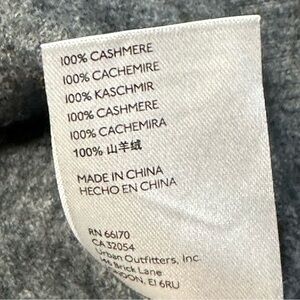 100% CASHMERE
100% CACHEMIRE
100% KASCHMIR
100% CASHMERE
100% CACHEMIRA
100% 山羊绒
MADE IN CHINA
HECHO EN CHINA
RN 66170
CA 32054
Urban Outfitters, Inc.
Brick Lane
LONDON, E1 6RU